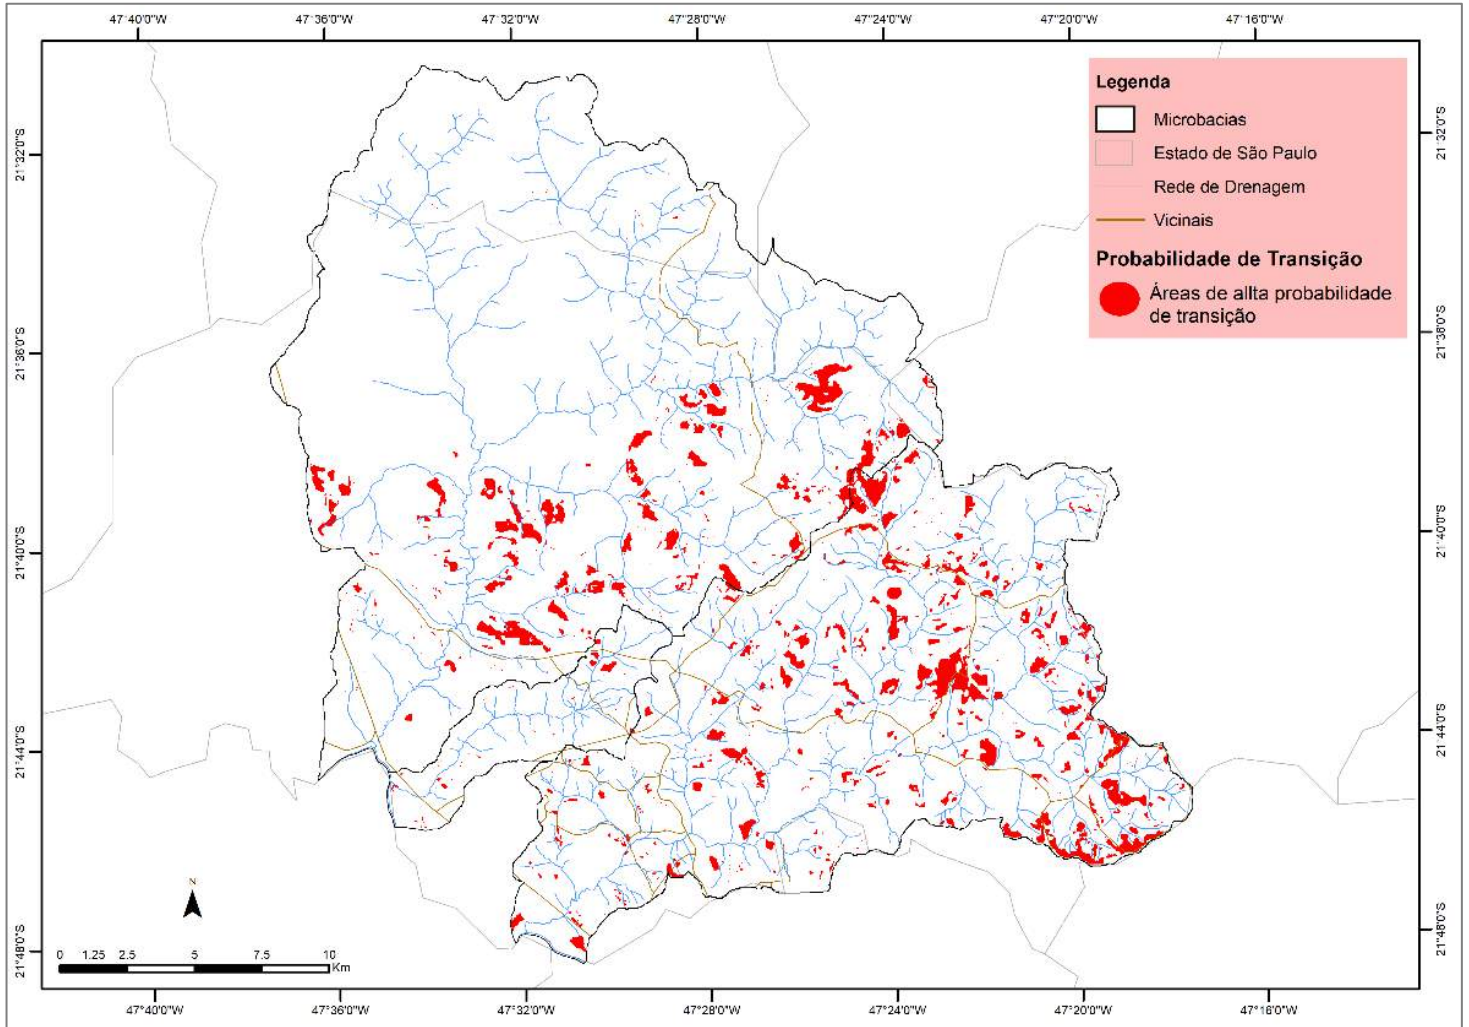 47°40'0"W 47°36'0"W 47°32'0"W 47°28'0"W 47°24'0"W 47°20'0"W 47°16'0"W
Legenda
Microbacias
Estado de São Paulo
Rede de Drenagem
Vicinais
Probabilidade de Transição
Áreas de allta probabilidade
de transição
21°32'0"S
21°36'0"S
21°40'0"S
21°44'0"S
21°48'0"S
21°32'0"S
21°36'0"S
21°40'0"S
21°44'0"S
21°48'0"S
N
0 1.25 2.5 5 7.5 10
Km
47°40'0"W 47°36'0"W 47°32'0"W 47°28'0"W 47°24'0"W 47°20'0"W 47°16'0"W